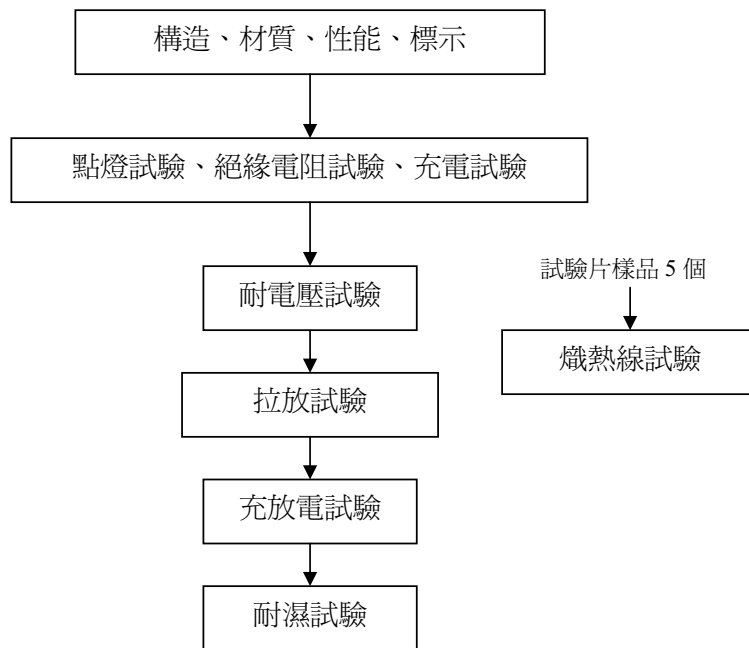 構造、材質、性能、標示
點燈試驗、絕緣電阻試驗、充電試驗
耐電壓試驗
試驗片樣品 5 個
熾熱線試驗
拉放試驗
充放電試驗
耐濕試驗